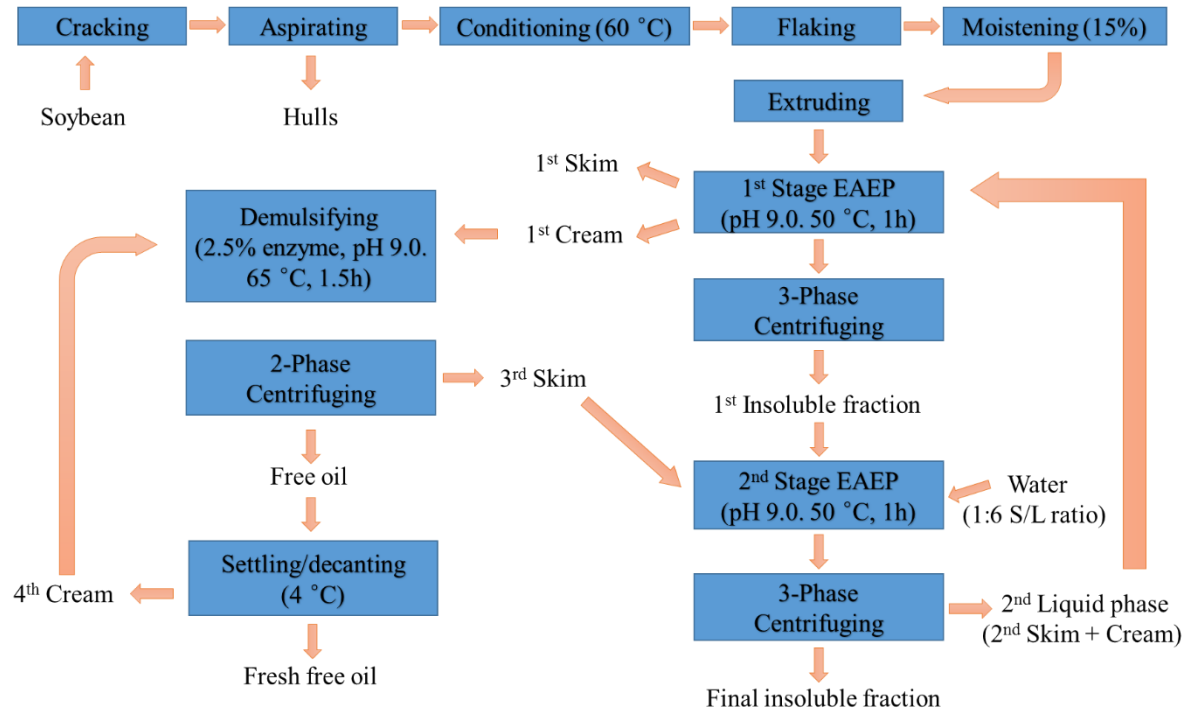 Cracking
Aspirating
Conditioning (60 ˚C)
Flaking
Moistening (15%)
Soybean
Hulls
Extruding
1st Skim
1st Stage EAEP
(pH 9.0. 50 ˚C, 1h)
1st Cream
Demulsifying
(2.5% enzyme, pH 9.0.
65 ˚C, 1.5h)
3-Phase
Centrifuging
2-Phase
Centrifuging
3rd Skim
1st Insoluble fraction
Free oil
2nd Stage EAEP
(pH 9.0. 50 ˚C, 1h)
Water
(1:6 S/L ratio)
Settling/decanting
(4 ˚C)
4th Cream
3-Phase
Centrifuging
2nd Liquid phase
(2nd Skim + Cream)
Fresh free oil
Final insoluble fraction